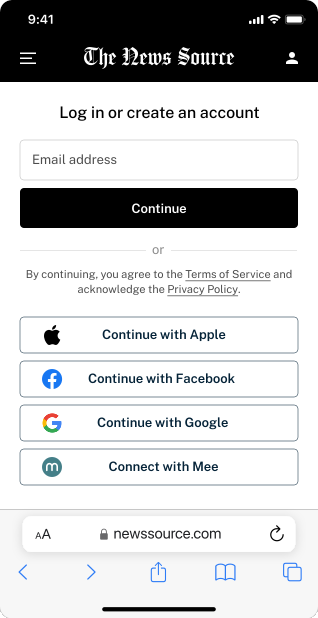 9:41
The News Source
Log in or create an account
Email address
Continue
or
By continuing, you agree to the Terms of Service and
acknowledge the Privacy Policy.
Continue with Apple
Continue with Facebook
Continue with Google
m
Connect with Mee
AA
newssource.com